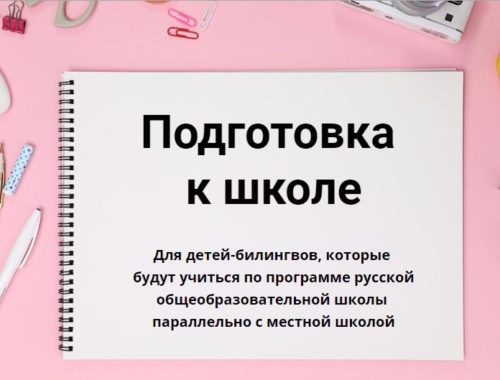 Подготовка
к школе
Для детей-билингвов, которые
будут учиться по программе русской
общеобразовательной школы
параллельно с местной школой